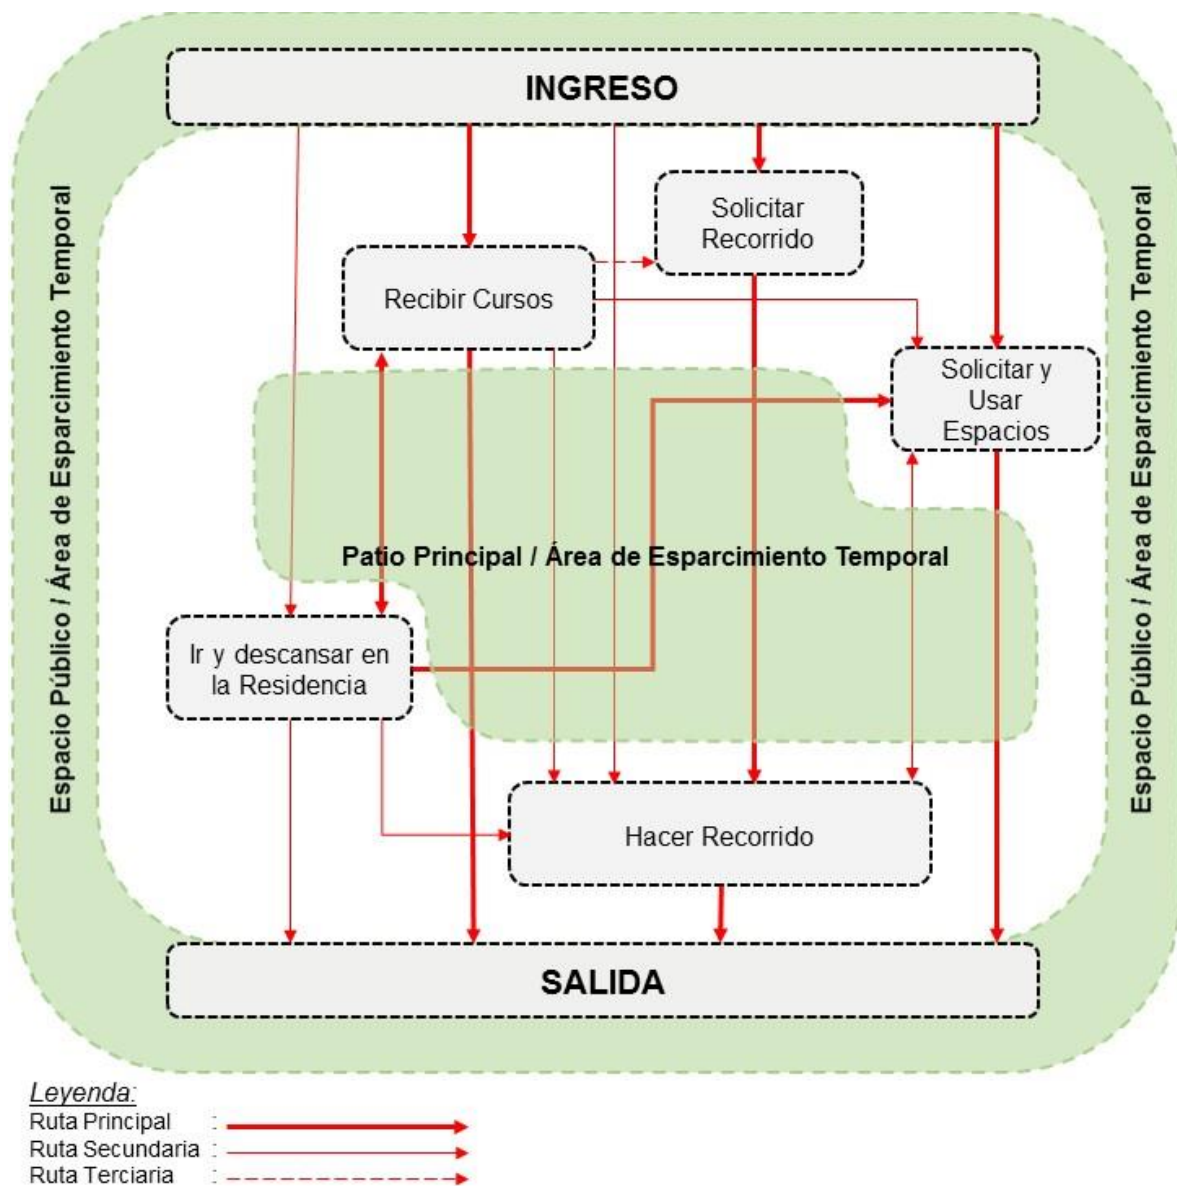 INGRESO
Solicitar
Recorrido
Recibir Cursos
Solicitar y
Usar
Espacios
Espacio Público / Área de Esparcimiento Temporal
Espacio Público / Área de Esparcimiento Temporal
Patio Principal / Área de Esparcimiento Temporal
Ir y descansar en
la Residencia
Hacer Recorrido
SALIDA
Leyenda:
Ruta Principal :
Ruta Secundaria :
Ruta Terciaria :